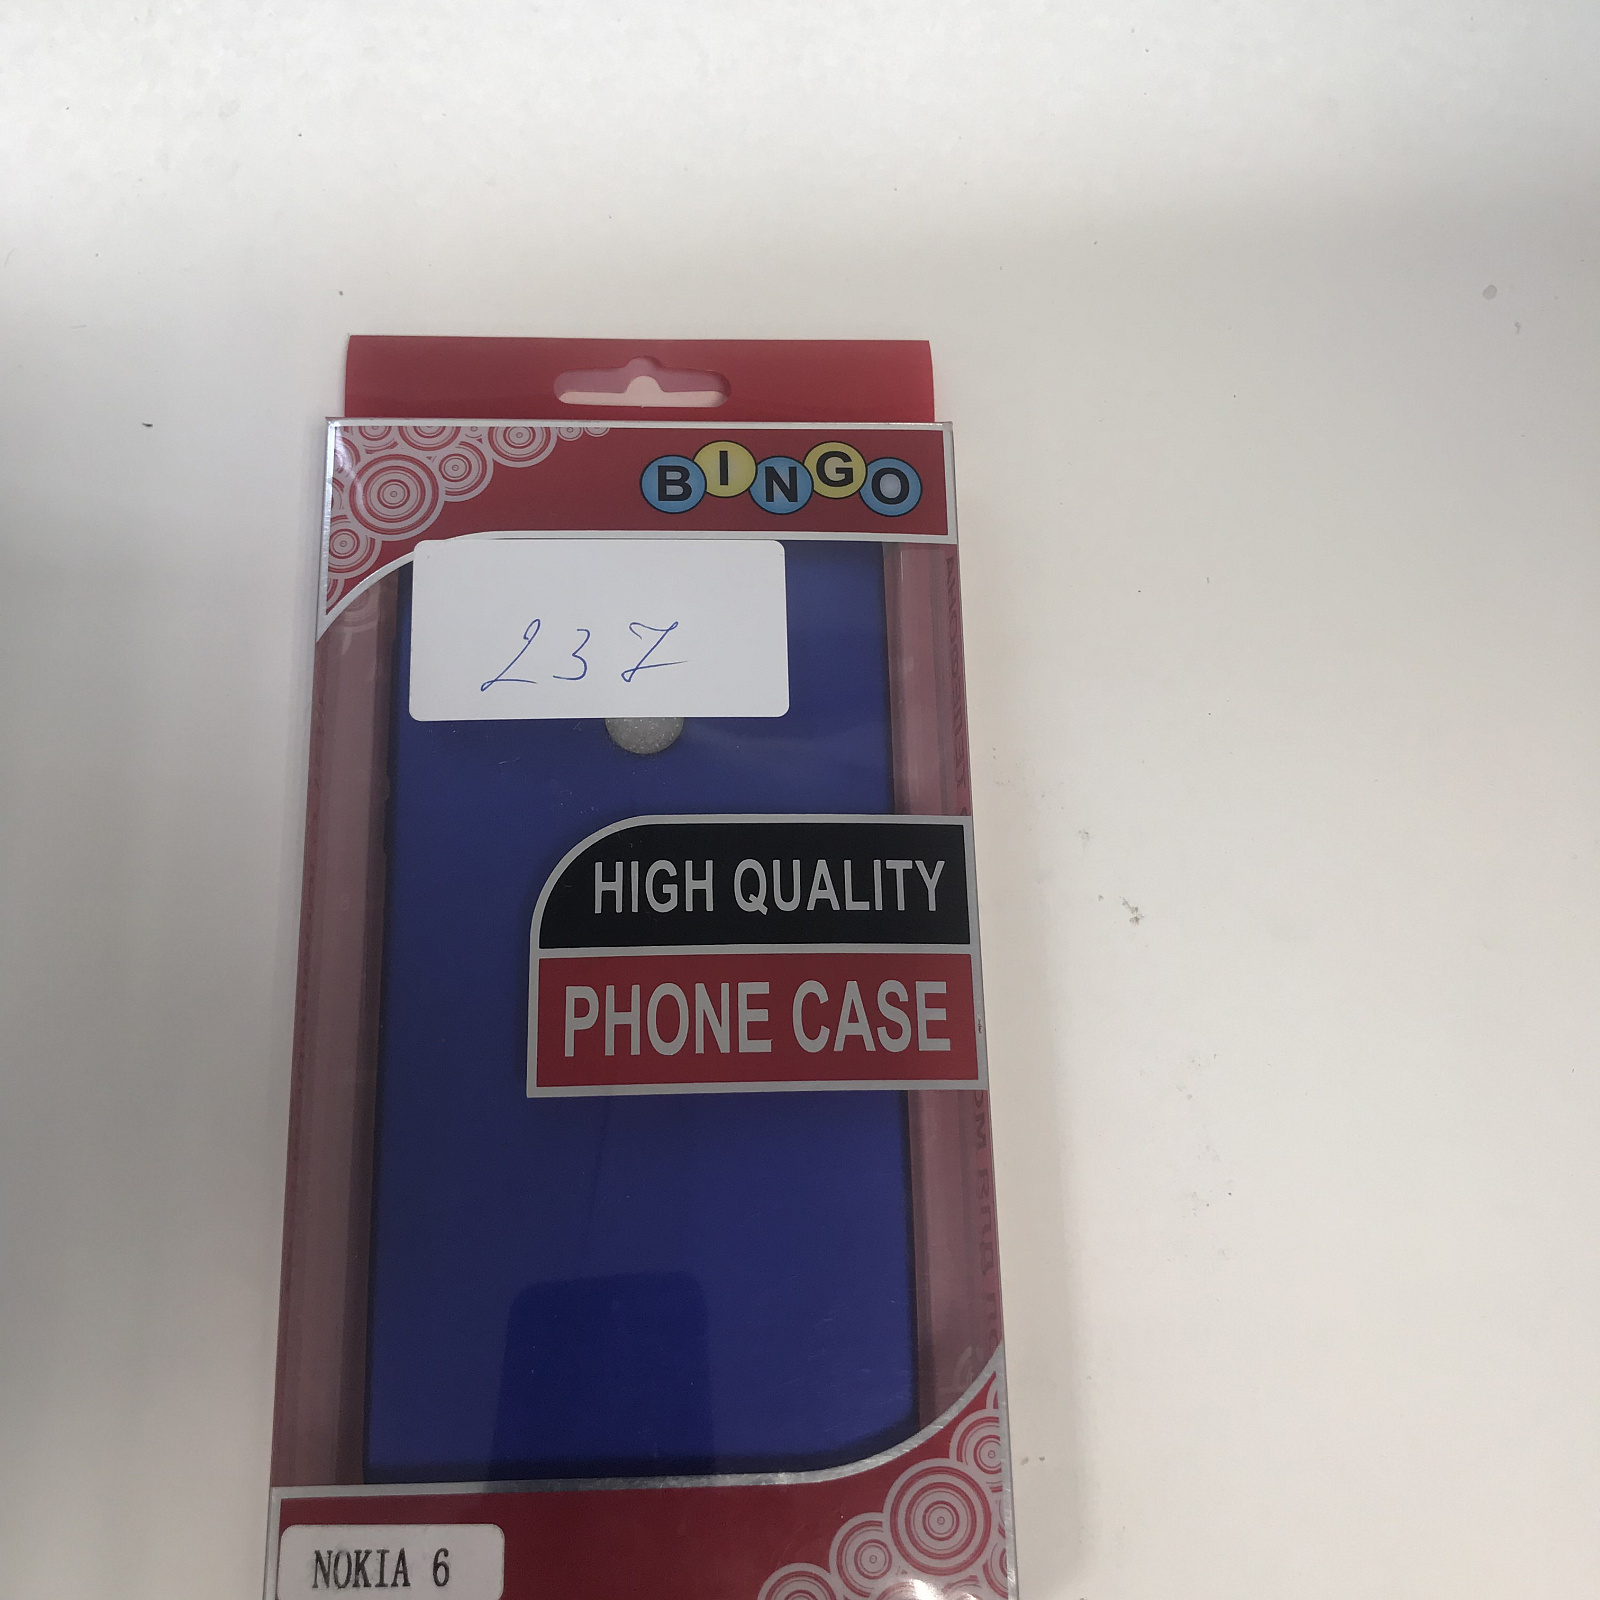 BINGO
237
HIGH QUALITY
PHONE CASE
NOKIA 6